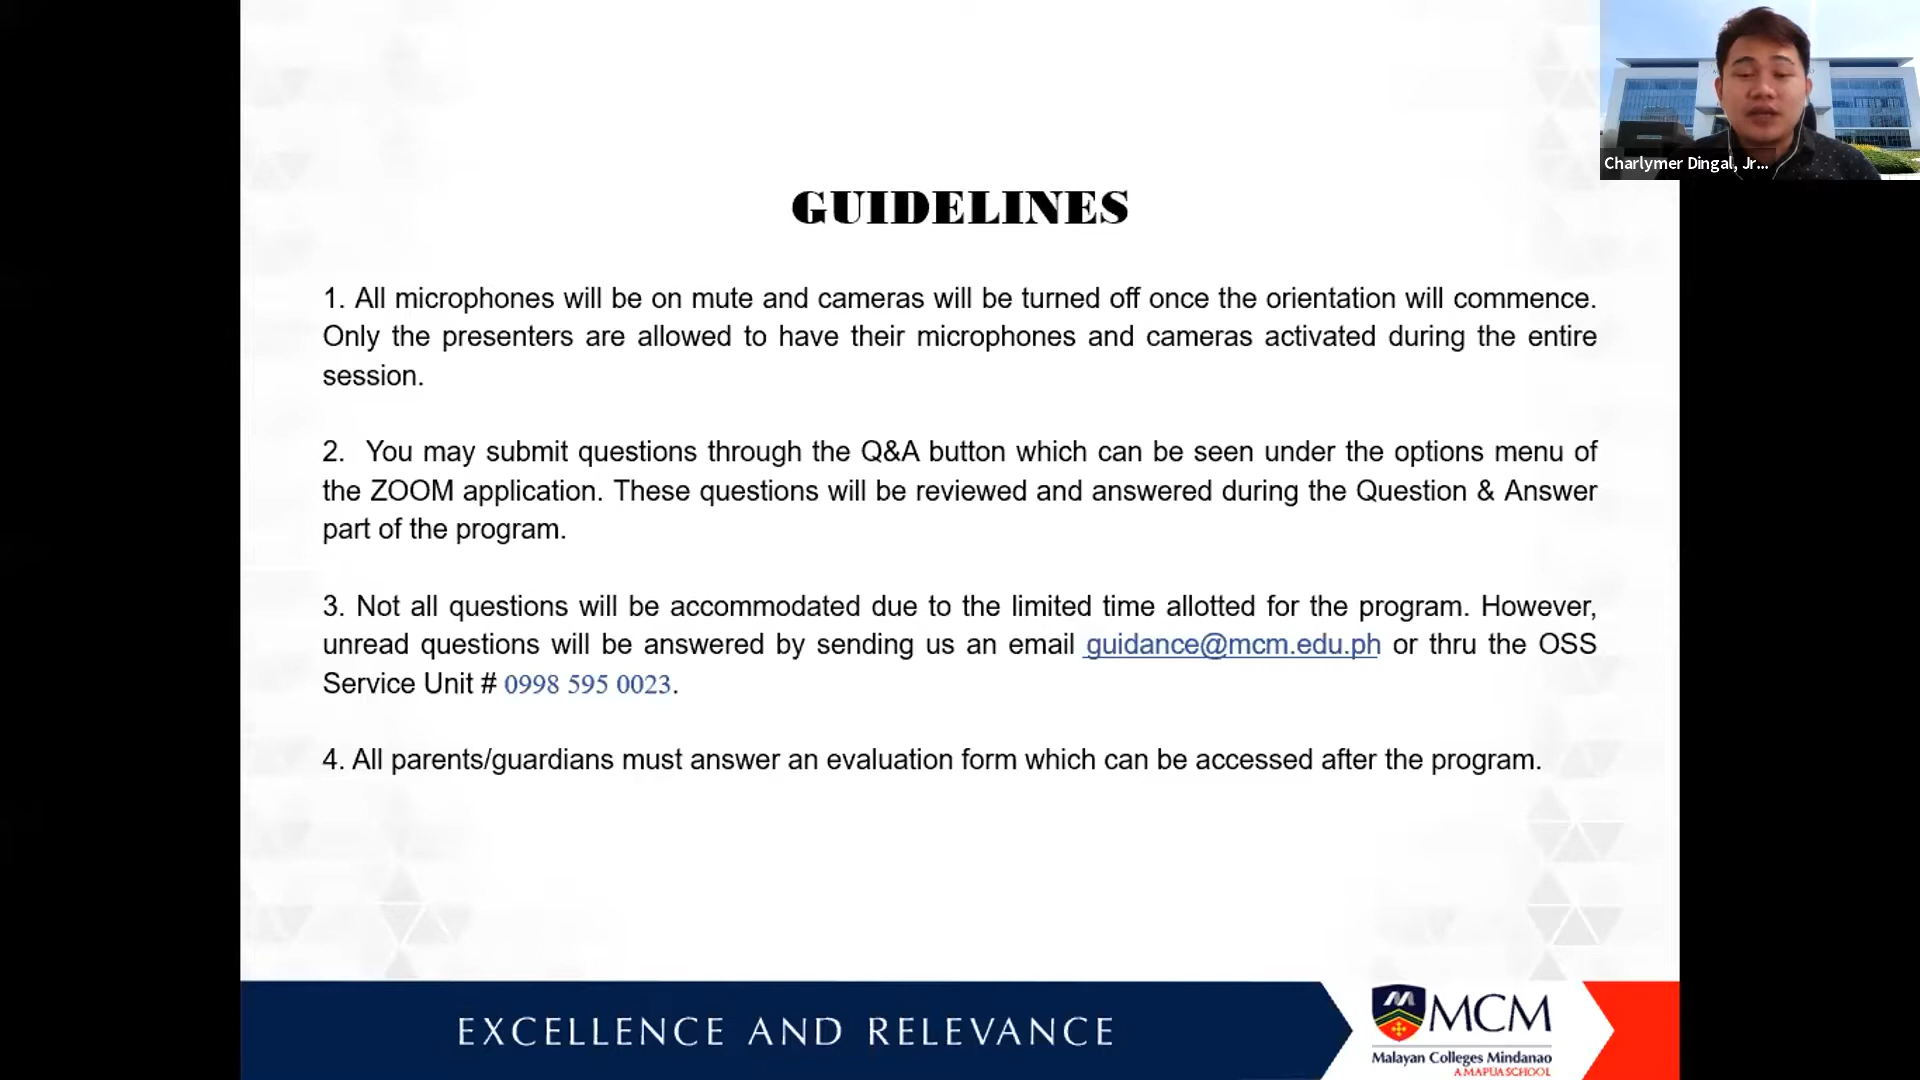 Charlymer Dingal, Jr...
GUIDELINES
1. All microphones will be on mute and cameras will be turned off once the orientation will commence.
Only the presenters are allowed to have their microphones and cameras activated during the entire
session.
2. You may submit questions through the Q&A button which can be seen under the options menu of
the ZOOM application. These questions will be reviewed and answered during the Question & Answer
part of the program.
3. Not all questions will be accommodated due to the limited time allotted for the program. However,
unread questions will be answered by sending us an email guidance@mcm.edu.ph or thru the OSS
Service Unit # 0998 595 0023.
4. All parents/guardians must answer an evaluation form which can be accessed after the program.
EXCELLENCE AND RELEVANCE
MCM
Malayan Colleges Mindanao
A MAPUA SCHOOL